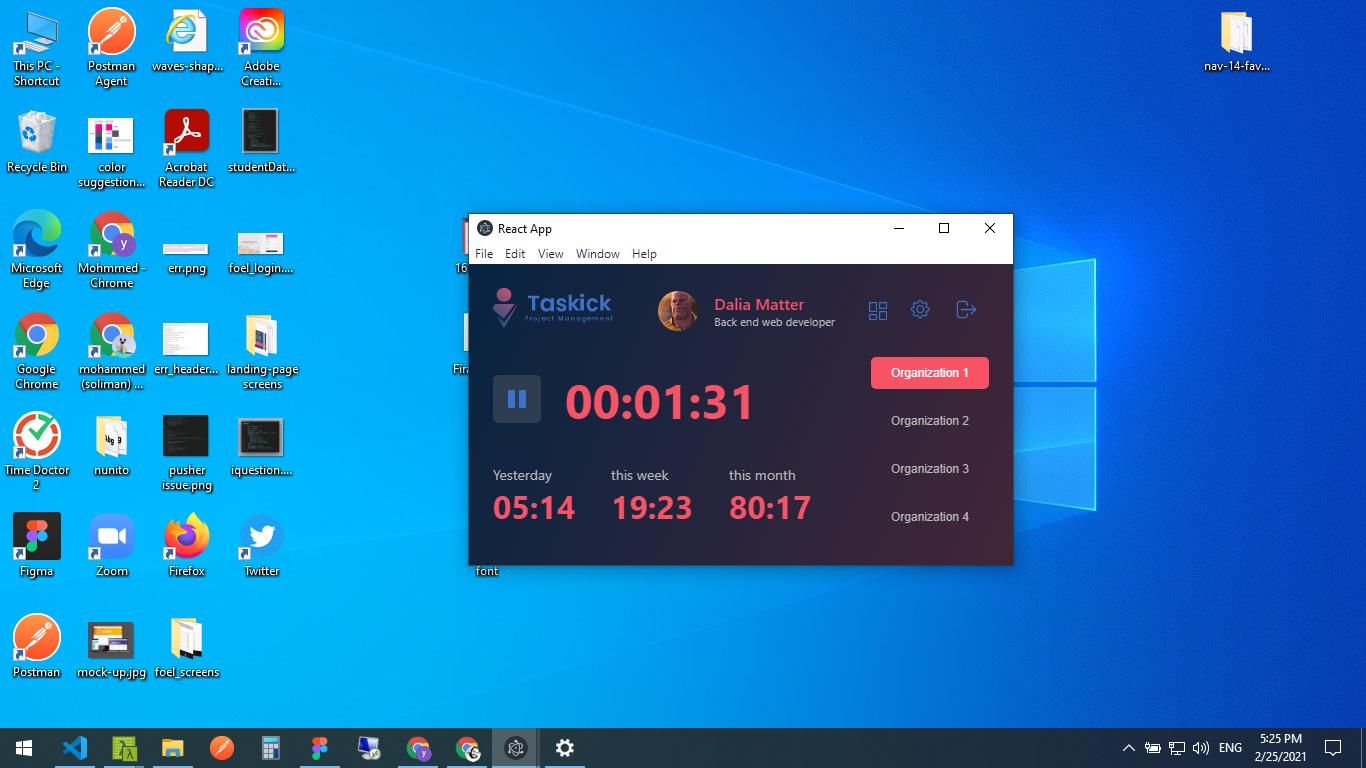 This PC -
Shortcut
Postman
Agent
waves-shap...
Adobe
Creati...
nav-14-fav...
Recycle Bin
color
suggestion...
Acrobat
Reader DC
studentDat...
Microsoft
Edge
Mohmmed -
Chrome
err.png
foel_login....
16
Google
Chrome
mohammed
(soliman) ...
err_header...
landing-page
screens
Fira
Time Doctor
2
nunito
pusher
issue.png
iquestion....
Figma
Zoom
Firefox
Twitter
font
Postman
mock-up.jpg
foel_screens
React App
File Edit View Window Help
Taskick
Project Management
Dalia Matter
Back end web developer
00:01:31
Organization 1
Organization 2
Organization 3
Organization 4
Yesterday this week this month
05:14 19:23 80:17
ENG
5:25 PM
2/25/2021